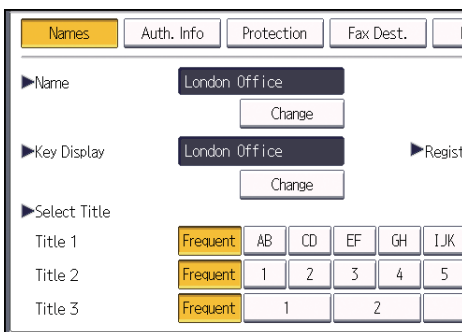 Names Auth. Info Protection Fax Dest.
▶Name London Office
Change
▶Key Display London Office ▶Regist
Change
▶Select Title
Title 1 Frequent AB CD EF GH IJK
Title 2 Frequent 1 2 3 4 5
Title 3 Frequent 1 2